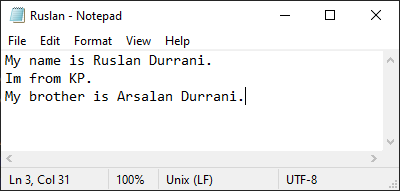 Ruslan - Notepad
File Edit Format View Help
My name is Ruslan Durrani.
Im from KP.
My brother is Arsalan Durrani.
Ln 3, Col 31 100% Unix (LF) UTF-8